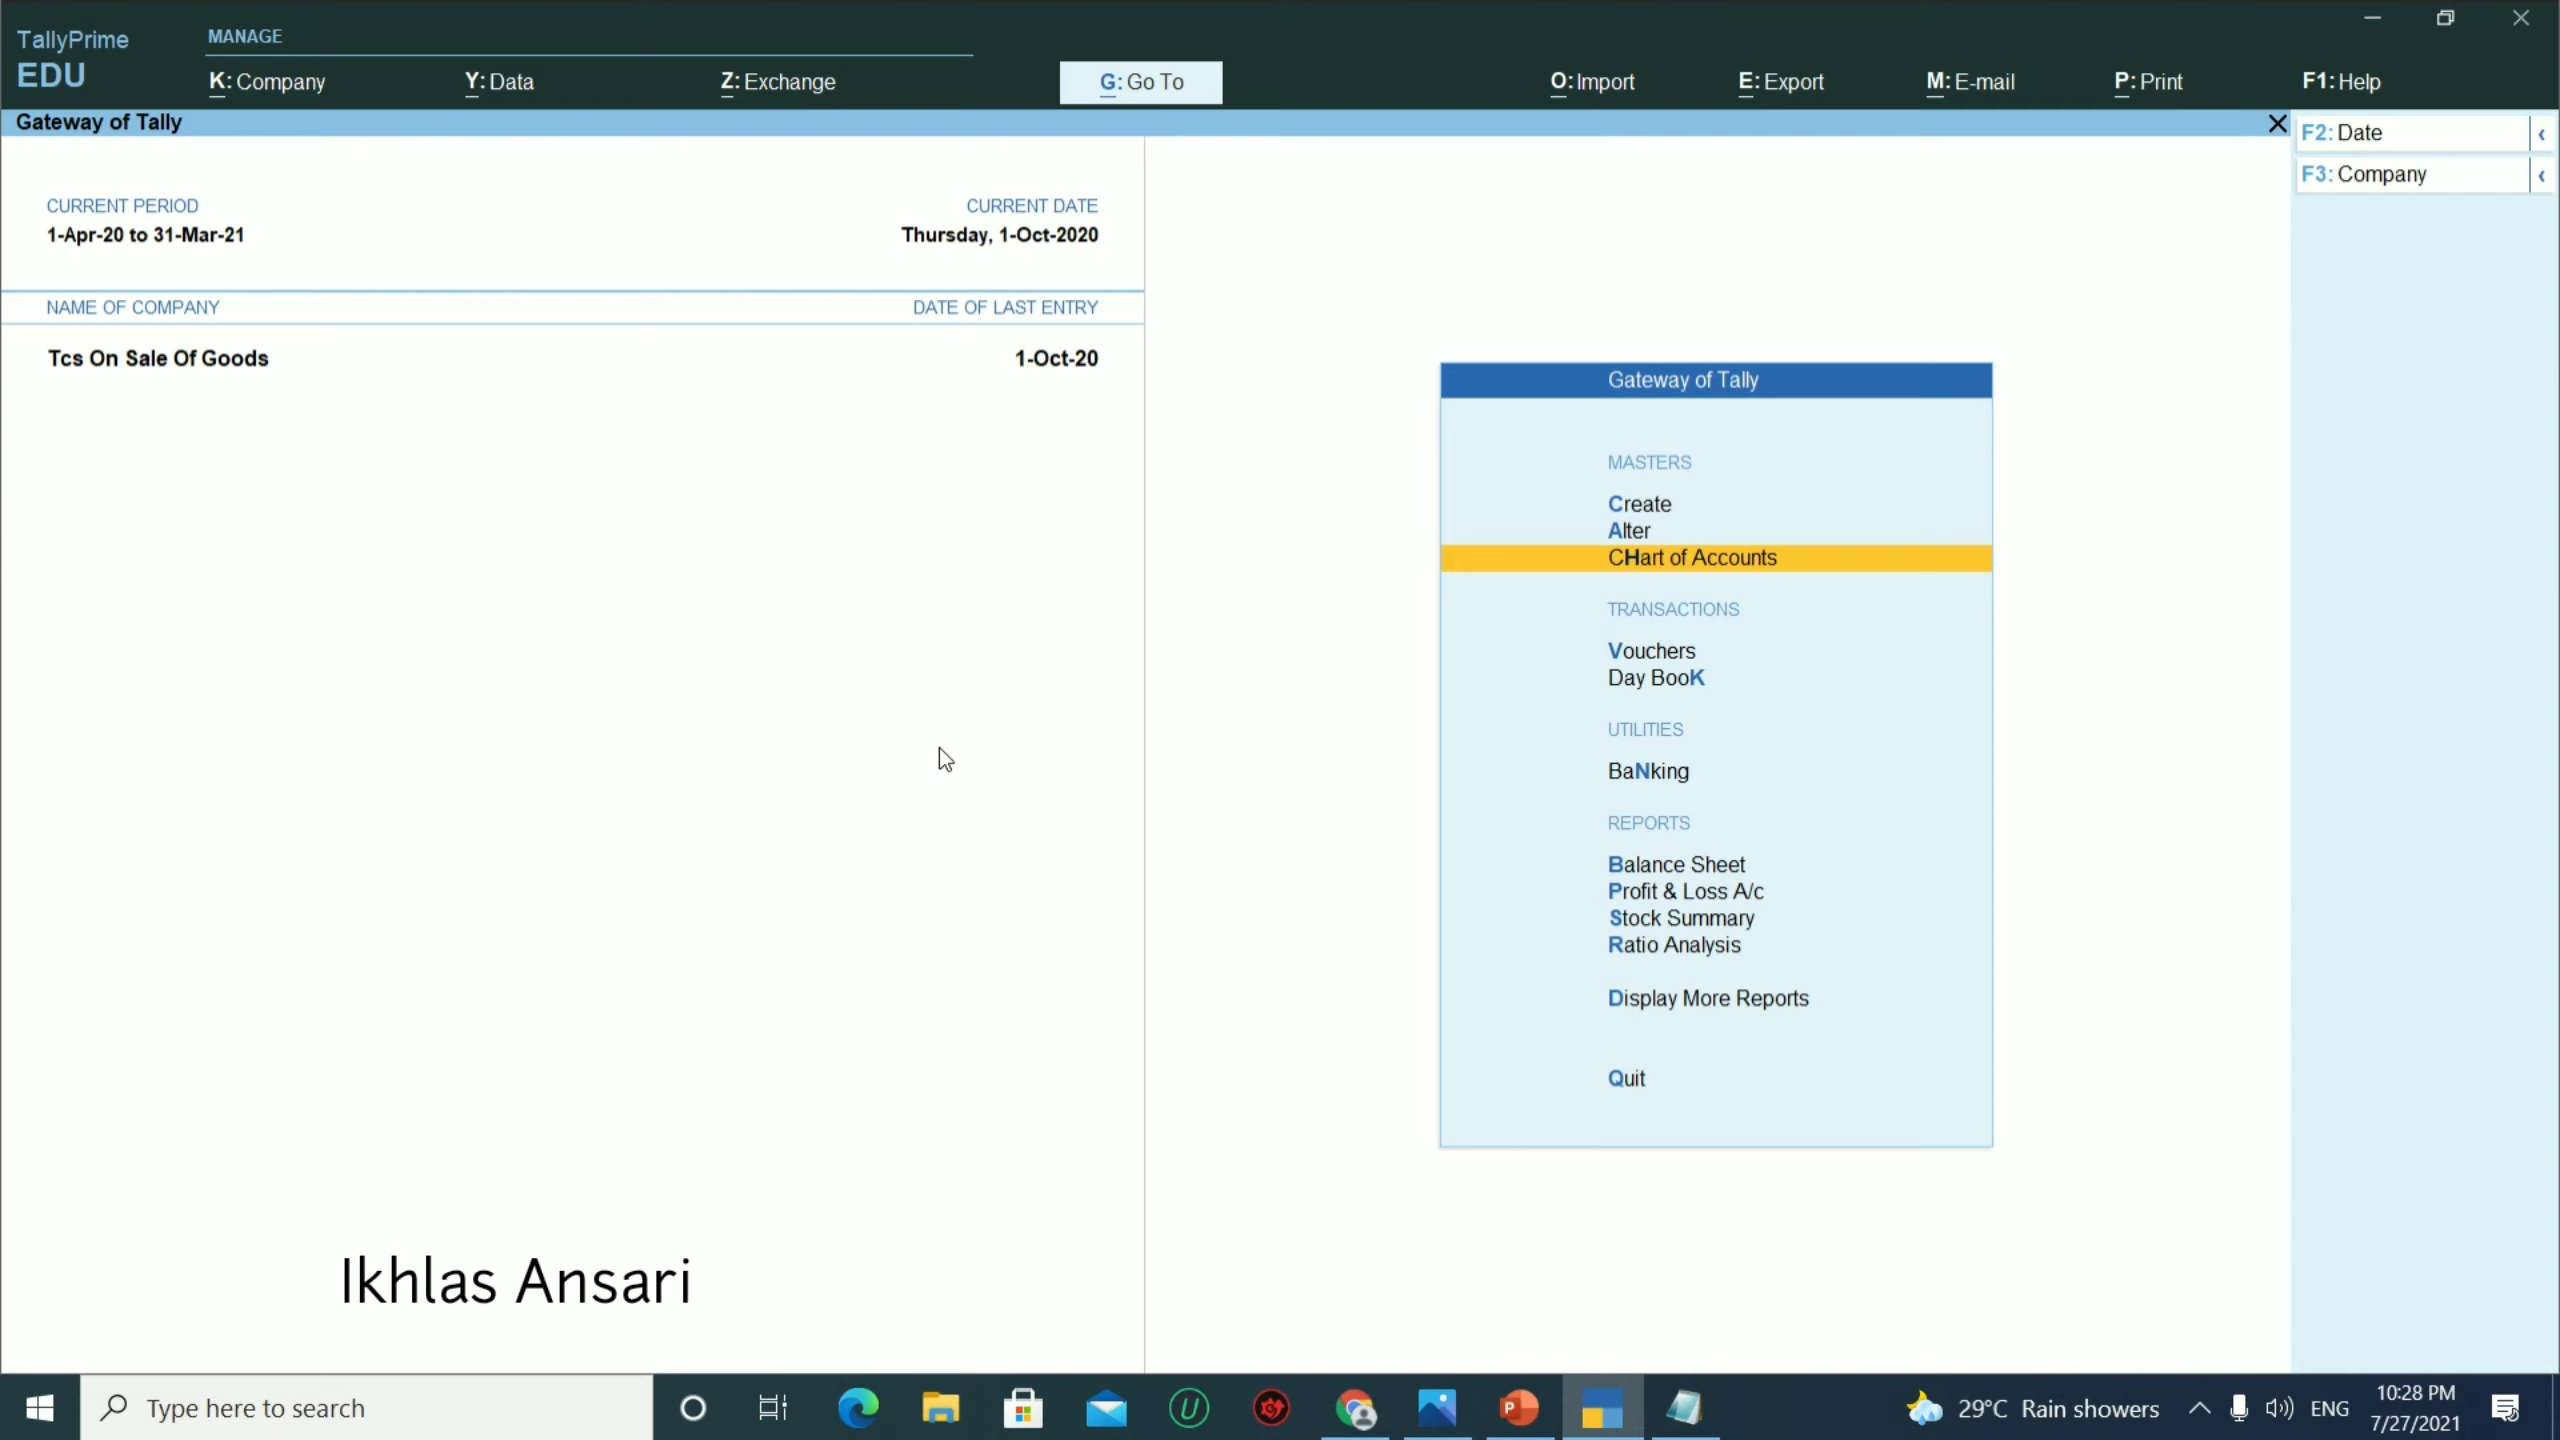 TallyPrime
EDU
MANAGE
K: Company
Y: Data
Z: Exchange
G: Go To
O: Import
E: Export
M: E-mail
P: Print
F1: Help
Gateway of Tally
F2: Date
F3: Company
CURRENT PERIOD
CURRENT DATE
1-Apr-20 to 31-Mar-21
Thursday, 1-Oct-2020
NAME OF COMPANY
DATE OF LAST ENTRY
Tcs On Sale Of Goods
1-Oct-20
Gateway of Tally
MASTERS
Create
Alter
CHart of Accounts
TRANSACTIONS
Vouchers
Day BooK
UTILITIES
BaNking
REPORTS
Balance Sheet
Profit & Loss A/c
Stock Summary
Ratio Analysis
Display More Reports
Quit
Ikhlas Ansari
Type here to search
29°C Rain showers
ENG
10:28 PM
7/27/2021